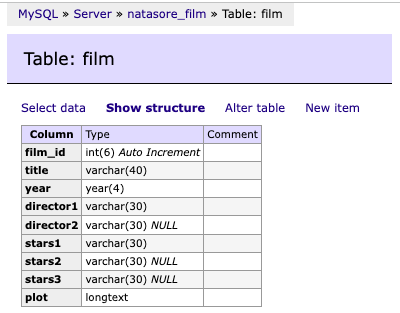 MySQL » Server » natasore_film » Table: film
Table: film
Select data Show structure Alter table New item
Column Type Comment
film_id int(6) Auto Increment
title varchar(40)
year year(4)
director1 varchar(30)
director2 varchar(30) NULL
stars1 varchar(30)
stars2 varchar(30) NULL
stars3 varchar(30) NULL
plot longtext